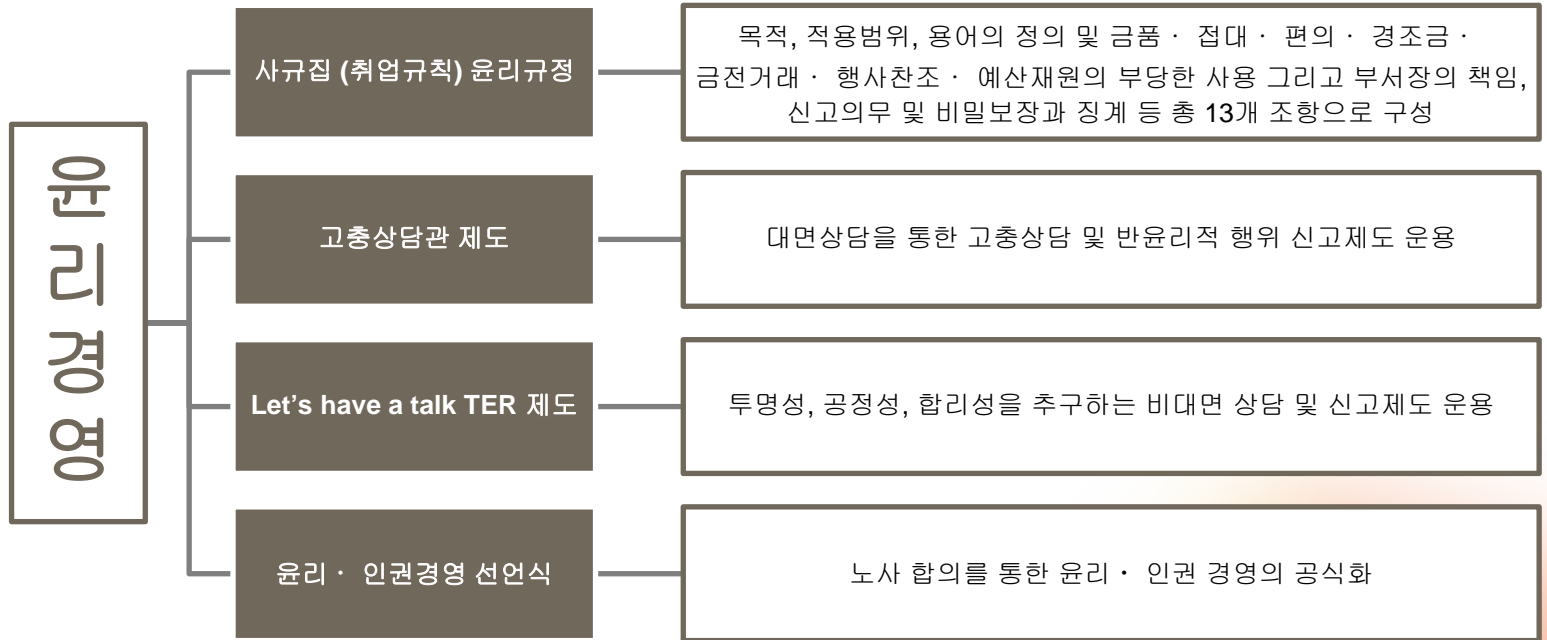 윤리경영
사규집 (취업규칙) 윤리규정
목적, 적용범위, 용어의 정의 및 금품 · 접대 · 편의 · 경조금 ·
금전거래 · 행사찬조 · 예산재원의 부당한 사용 그리고 부서장의 책임,
신고의무 및 비밀보장과 징계 등 총 13개 조항으로 구성
고충상담관 제도
대면상담을 통한 고충상담 및 반윤리적 행위 신고제도 운용
Let’s have a talk TER 제도
투명성, 공정성, 합리성을 추구하는 비대면 상담 및 신고제도 운용
윤리 · 인권경영 선언식
노사 합의를 통한 윤리 · 인권 경영의 공식화